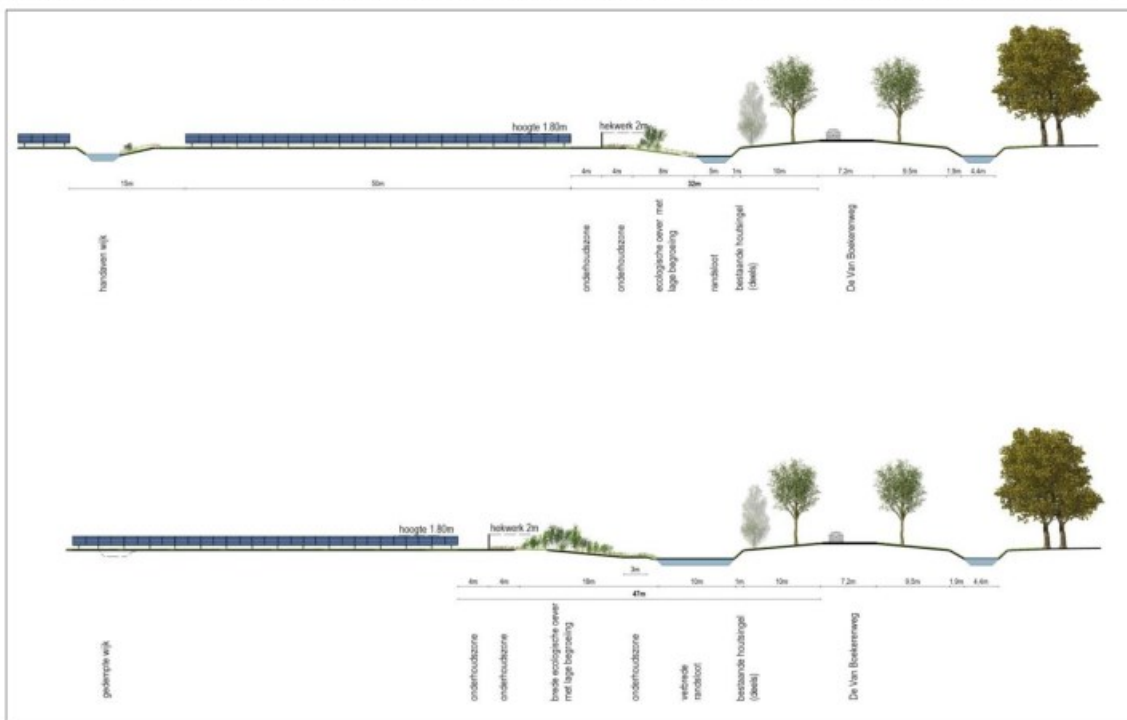 hoogte 1.80m
hekwerk 2m
4m
4m
8m
5m
1m
10m
7,2m
9,5m
1,9m
4,4m
15m
50m
32m
handaven wijk
onderhoudszone
onderhoudszone
ecologische oever met
lage begroeiing
randsloot
bestaande houtsingel
(deels)
De Van Boekerenweg
hoogte 1.80m
hekwerk 2m
3m
4m
4m
18m
10m
1m
10m
7,2m
9,5m
1,9m
4,4m
47m
gedempte wijk
onderhoudszone
onderhoudszone
brede ecologische oever
met lage begroeiing
onderhoudszone
verbrede
randsloot
bestaande houtsingel
(deels)
De Van Boekerenweg